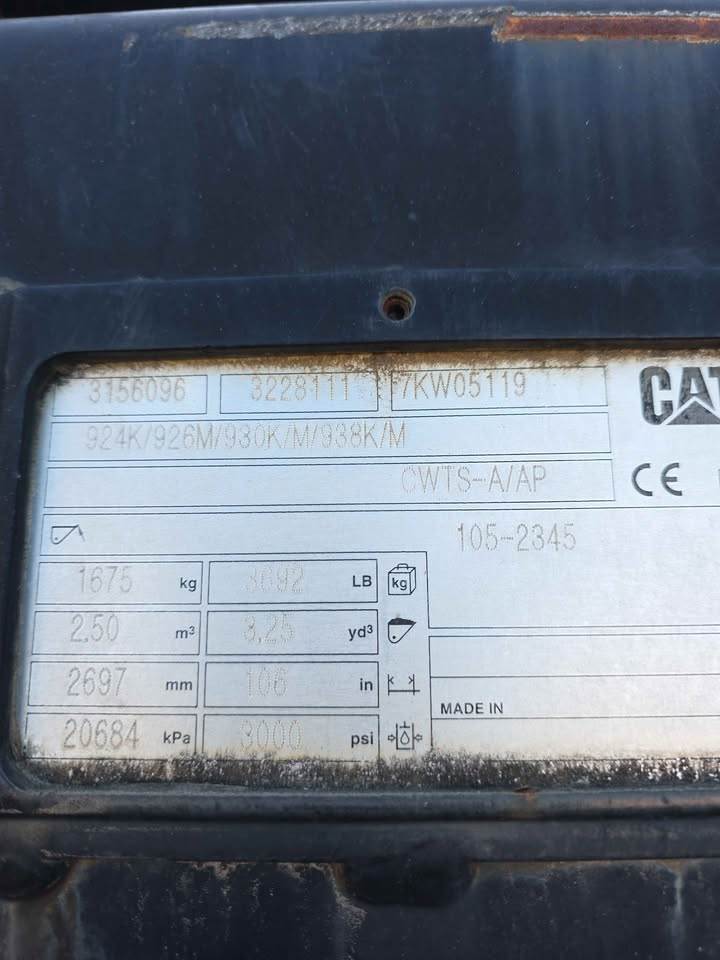 3156096 3228111 7KW05119 CAT
924K/926M/930K/M/938K/M
CWTS-A/AP CE
105-2345
1675 kg 3692 LB kg
2,50 m³ 3,25 yd³
2697 mm 106 in
MADE IN
20684 kPa 3000 psi